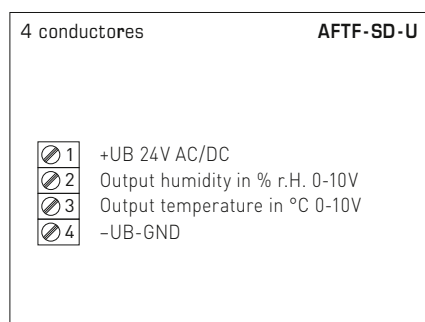 4 conductores AFTF-SD-U
1 +UB 24V AC/DC
2 Output humidity in % r.H. 0-10V
3 Output temperature in °C 0-10V
4 –UB-GND